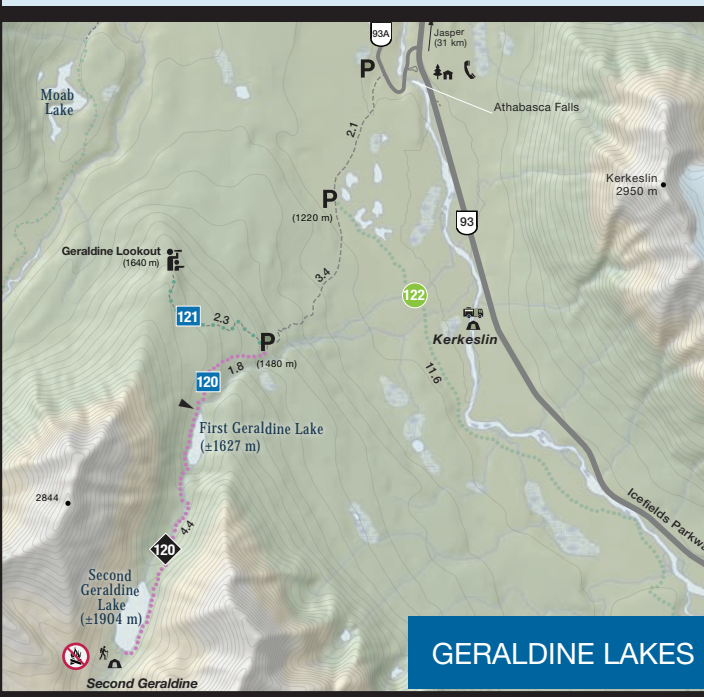 93A
Jasper
(31 km)
P
Athabasca Falls
Moab
Lake
2.1
Kerkeslin
2950 m
P
(1220 m)
93
Geraldine Lookout
(1640 m)
3.4
122
121
2.3
Kerkeslin
P
(1480 m)
1.8
120
11.6
First Geraldine Lake
(±1627 m)
2844
4.4
120
Icefields Parkwa
Second
Geraldine
Lake
(±1904 m)
Second Geraldine
GERALDINE LAKES